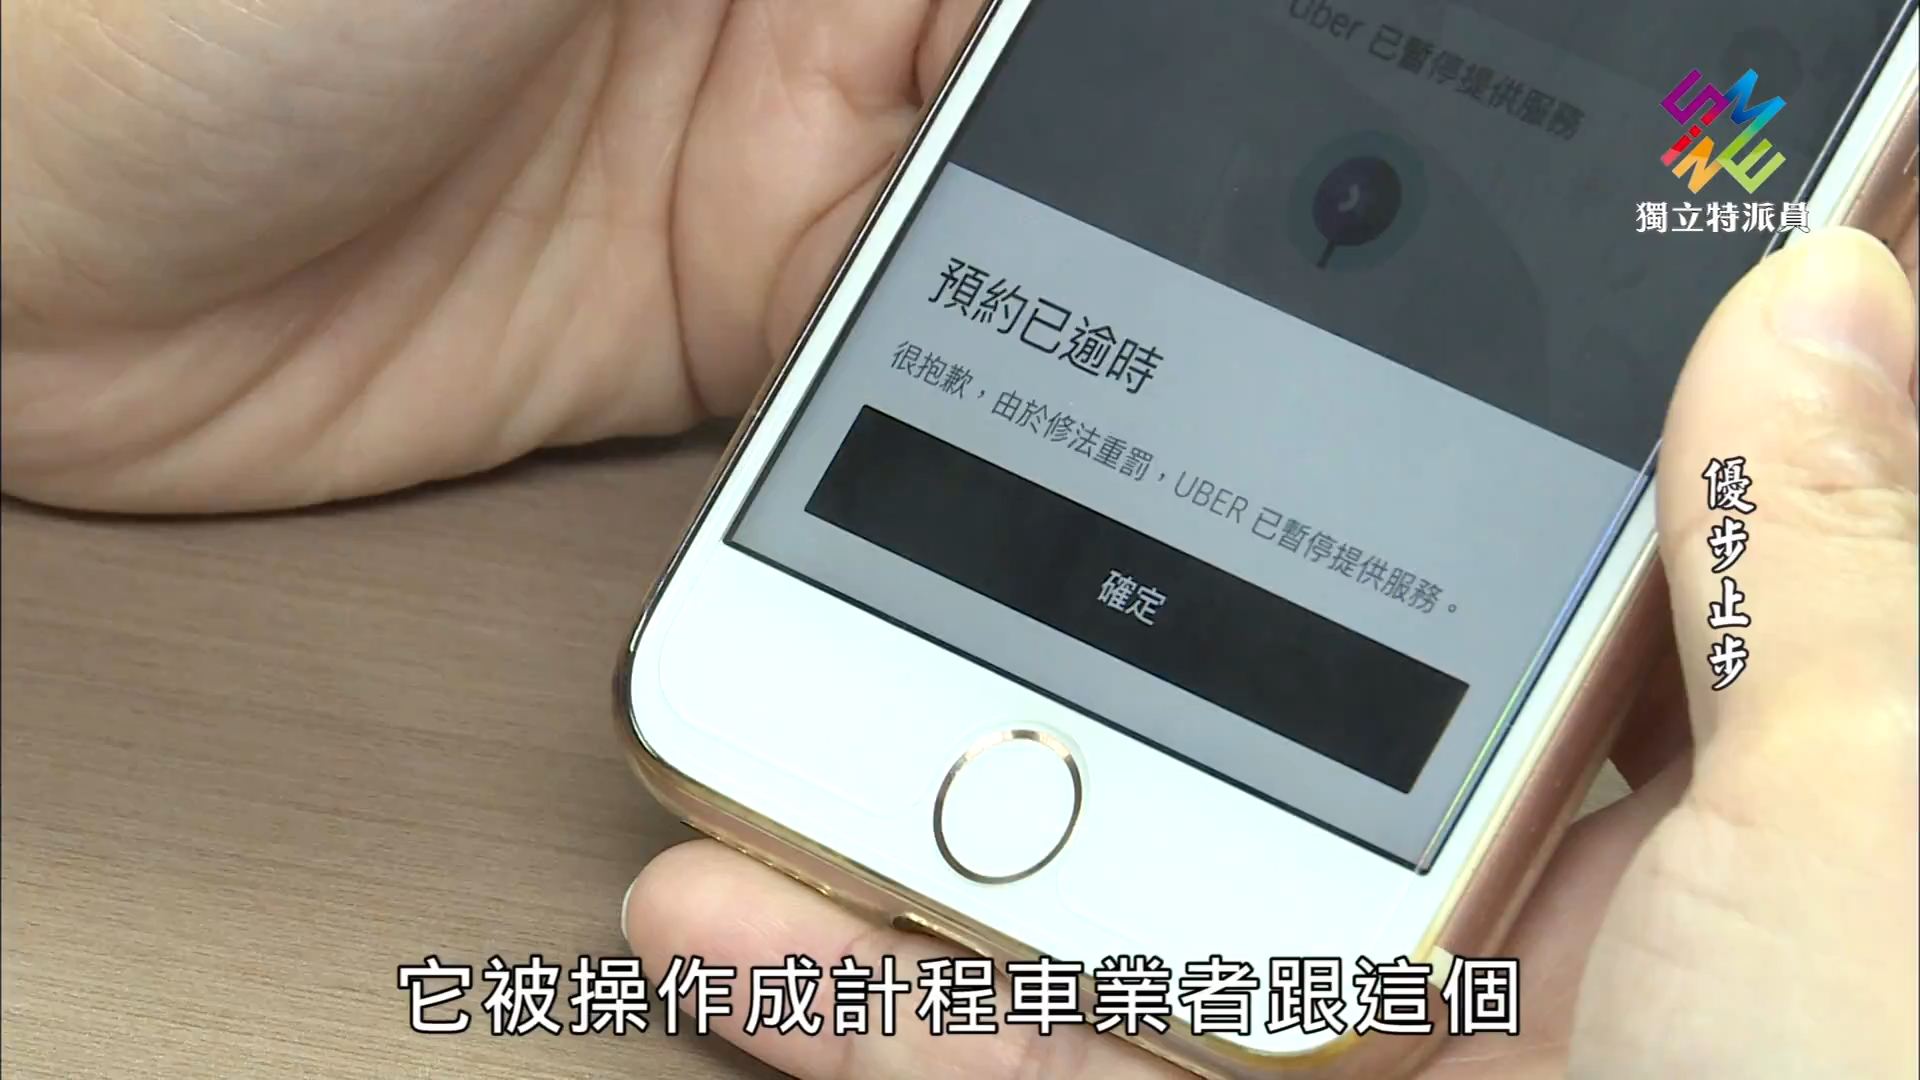 Uber 已暫停提供服務
SiNME
獨立特派員
預約已逾時
很抱歉，由於修法重罰，UBER 已暫停提供服務。
確定
優步止步
它被操作成計程車業者跟這個